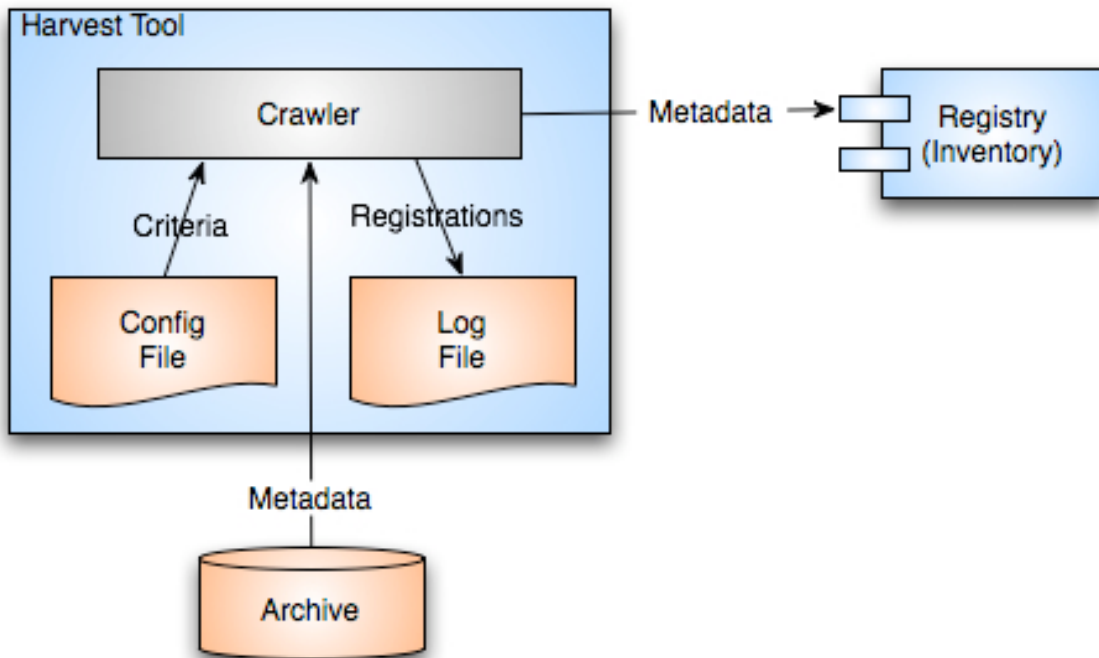 Harvest Tool
Crawler
Metadata
Registry
(Inventory)
Criteria
Registrations
Config
File
Log
File
Metadata
Archive